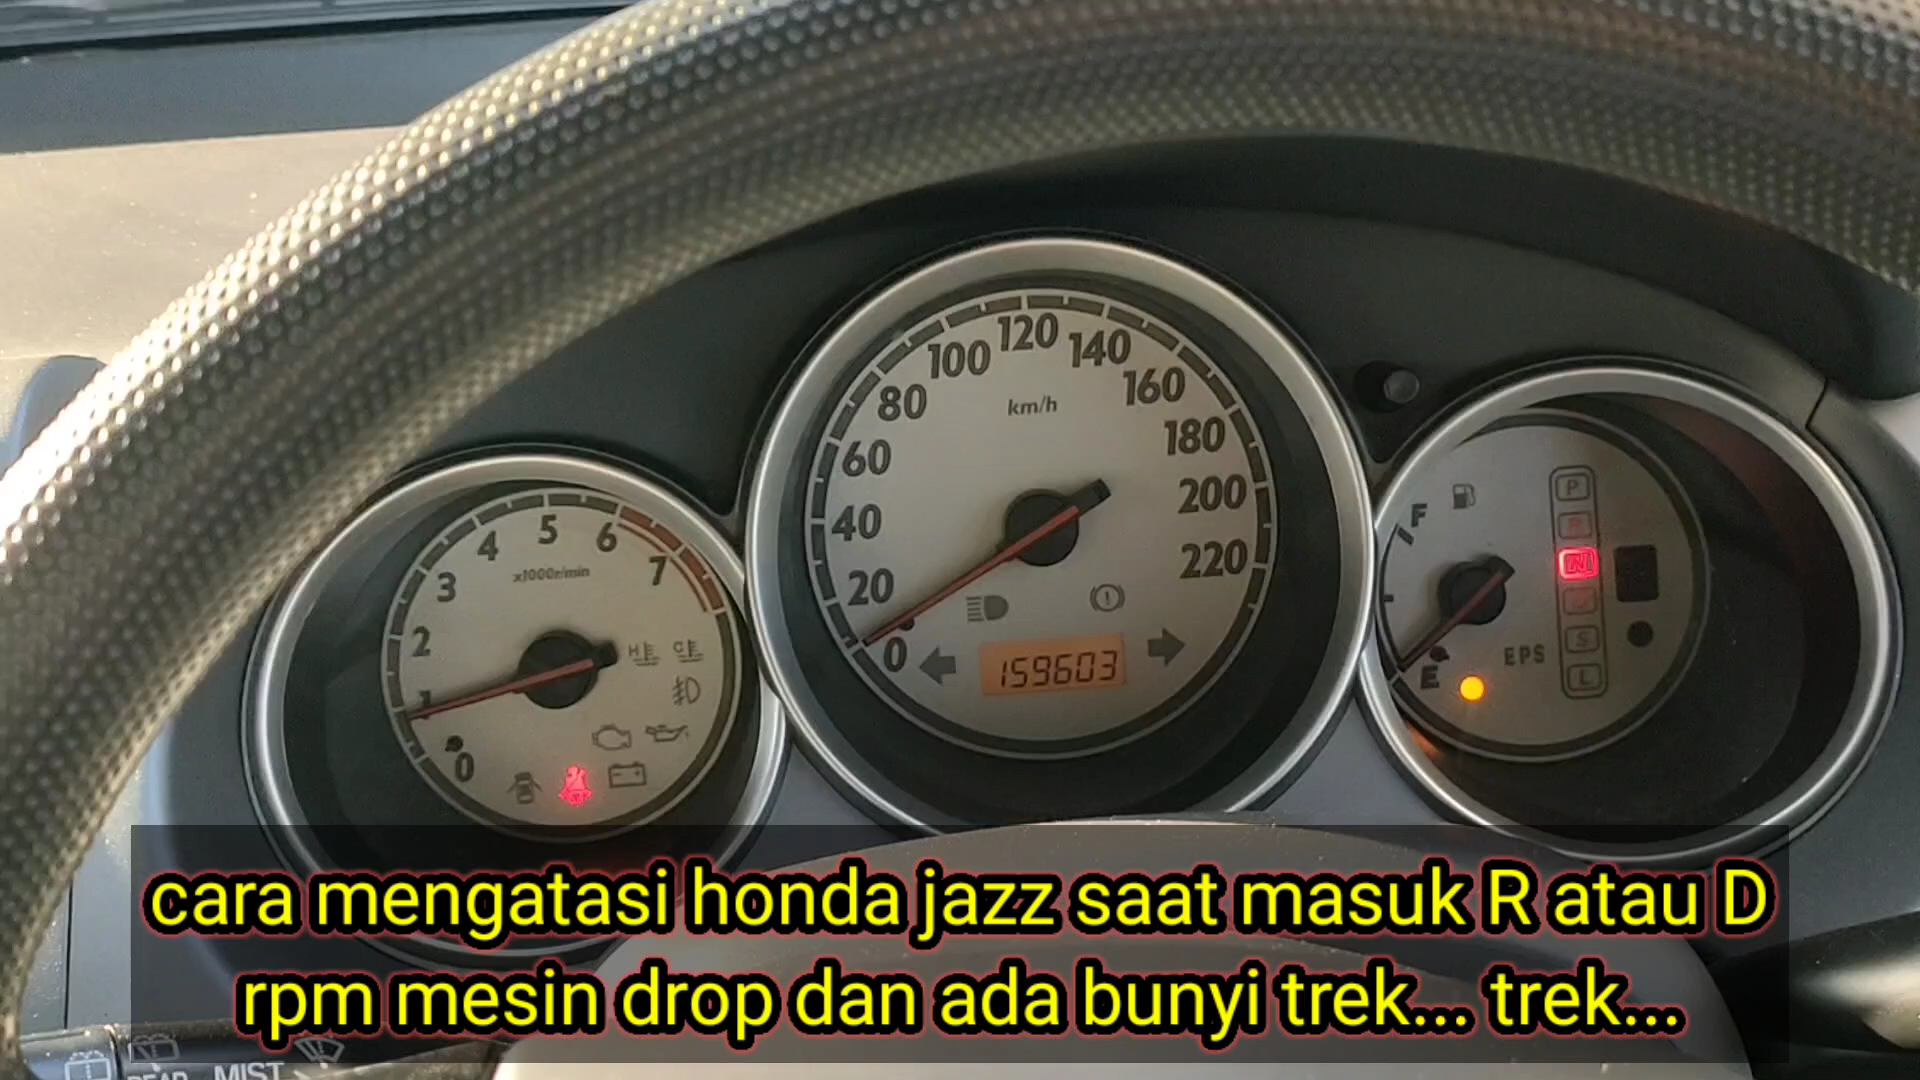 120
100
140
80
160
km/h
60
180
40
200
20
220
0
159603
5
4
6
3
7
x1000r/min
2
1
0
H
C
F
E
EPS
P
R
N
S
L
cara mengatasi honda jazz saat masuk R atau D
rpm mesin drop dan ada bunyi trek... trek...
REAR
MIST